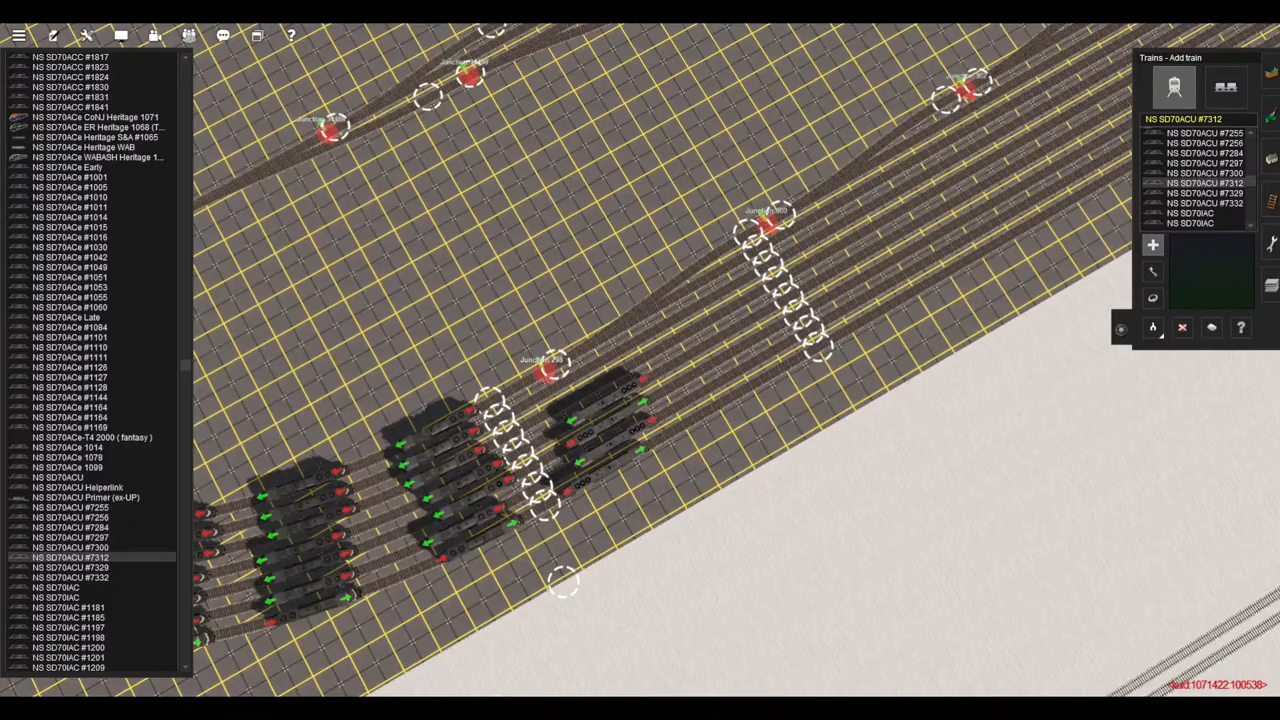 NS SD70ACC #1817
NS SD70ACC #1823
NS SD70ACC #1824
NS SD70ACC #1830
NS SD70ACC #1831
NS SD70ACC #1841
NS SD70ACe CoNJ Heritage 1071
NS SD70ACe ER Heritage 1068 (T...
NS SD70ACe Heritage S&A #1065
NS SD70ACe Heritage WAB
NS SD70ACe WABASH Heritage 1...
NS SD70ACe Early
NS SD70ACe #1001
NS SD70ACe #1005
NS SD70ACe #1010
NS SD70ACe #1011
NS SD70ACe #1014
NS SD70ACe #1015
NS SD70ACe #1016
NS SD70ACe #1030
NS SD70ACe #1042
NS SD70ACe #1049
NS SD70ACe #1051
NS SD70ACe #1053
NS SD70ACe #1055
NS SD70ACe #1060
NS SD70ACe Late
NS SD70ACe #1084
NS SD70ACe #1101
NS SD70ACe #1110
NS SD70ACe #1111
NS SD70ACe #1126
NS SD70ACe #1127
NS SD70ACe #1128
NS SD70ACe #1144
NS SD70ACe #1164
NS SD70ACe #1164
NS SD70ACe #1169
NS SD70ACe-T4 2000 ( fantasy )
NS SD70ACe 1014
NS SD70ACe 1078
NS SD70ACe 1099
NS SD70ACU
NS SD70ACU Helperlink
NS SD70ACU Primer (ex-UP)
NS SD70ACU #7255
NS SD70ACU #7256
NS SD70ACU #7284
NS SD70ACU #7297
NS SD70ACU #7300
NS SD70ACU #7312
NS SD70ACU #7329
NS SD70ACU #7332
NS SD70IAC
NS SD70IAC
NS SD70IAC #1181
NS SD70IAC #1185
NS SD70IAC #1197
NS SD70IAC #1198
NS SD70IAC #1200
NS SD70IAC #1201
NS SD70IAC #1209
Junction 298
Trains - Add train
NS SD70ACU #7312
NS SD70ACU #7255
NS SD70ACU #7256
NS SD70ACU #7284
NS SD70ACU #7297
NS SD70ACU #7300
NS SD70ACU #7312
NS SD70ACU #7329
NS SD70ACU #7332
NS SD70IAC
NS SD70IAC
<kuid:1071422:100538>